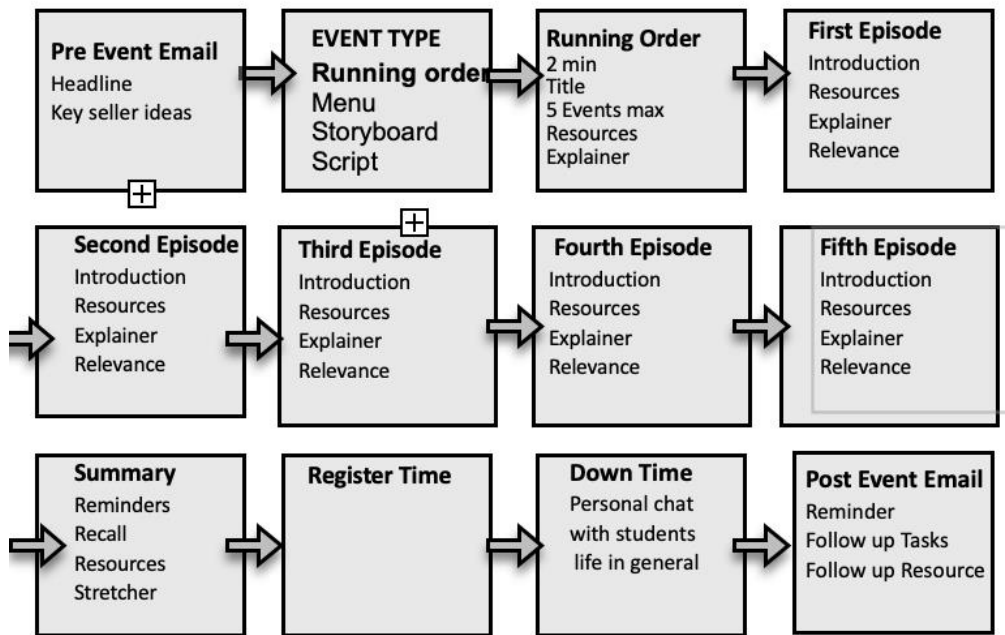 Pre Event Email
Headline
Key seller ideas
EVENT TYPE
Running order
Menu
Storyboard
Script
Running Order
2 min
Title
5 Events max
Resources
Explainer
First Episode
Introduction
Resources
Explainer
Relevance
Second Episode
Introduction
Resources
Explainer
Relevance
Third Episode
Introduction
Resources
Explainer
Relevance
Fourth Episode
Introduction
Resources
Explainer
Relevance
Fifth Episode
Introduction
Resources
Explainer
Relevance
Summary
Reminders
Recall
Resources
Stretcher
Register Time
Down Time
Personal chat
with students
life in general
Post Event Email
Reminder
Follow up Tasks
Follow up Resource